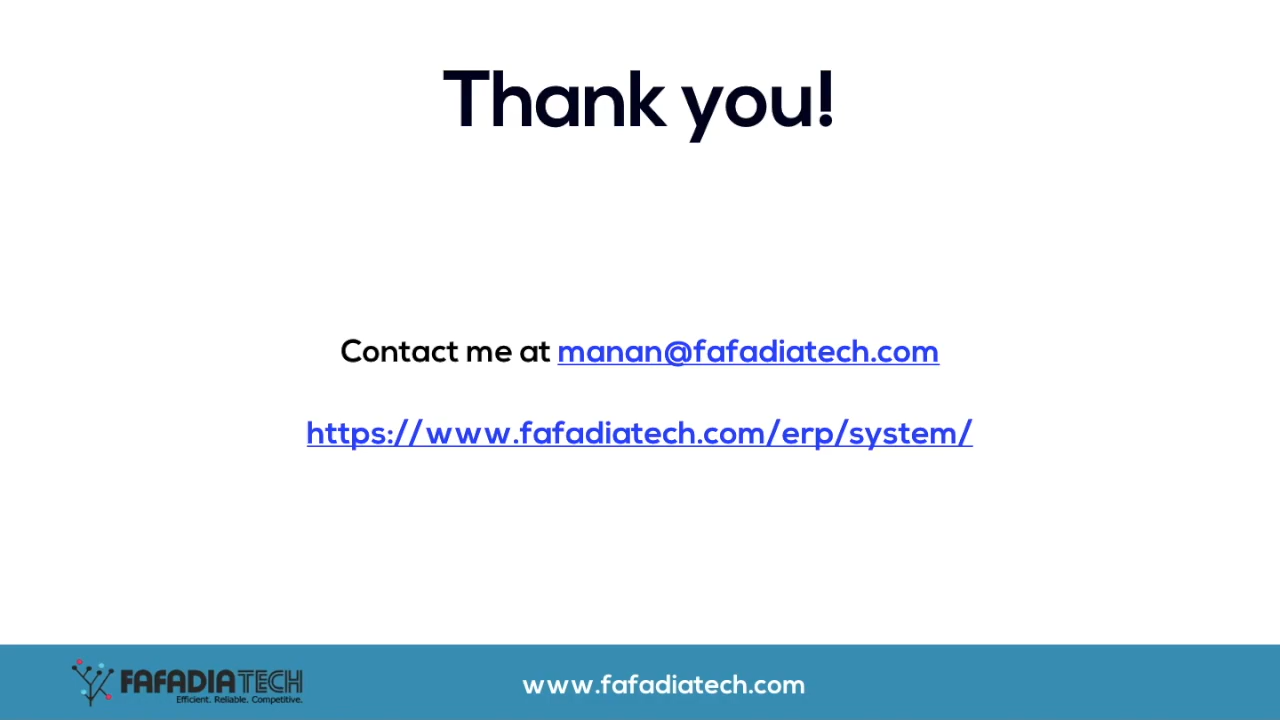 Thank you!
Contact me at manan@fafadiatech.com
https://www.fafadiatech.com/erp/system/
FAFADIATECH
Efficient. Reliable. Competitive.
www.fafadiatech.com